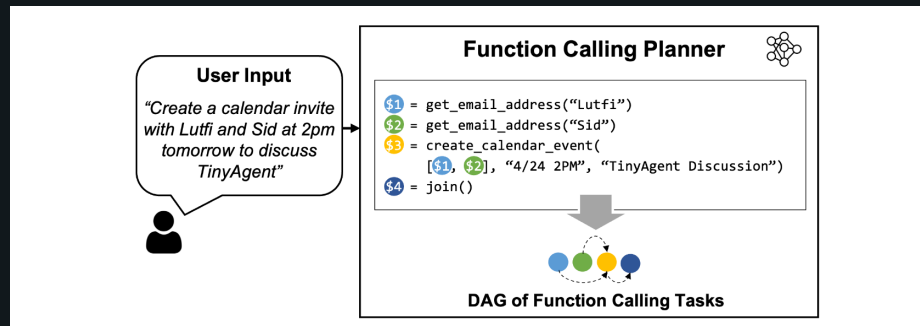 Function Calling Planner
User Input
“Create a calendar invite
with Lutfi and Sid at 2pm
tomorrow to discuss
TinyAgent”
$1 = get_email_address(“Lutfi”)
$2 = get_email_address(“Sid”)
$3 = create_calendar_event(
[$1, $2], “4/24 2PM”, “TinyAgent Discussion”)
$4 = join()
DAG of Function Calling Tasks